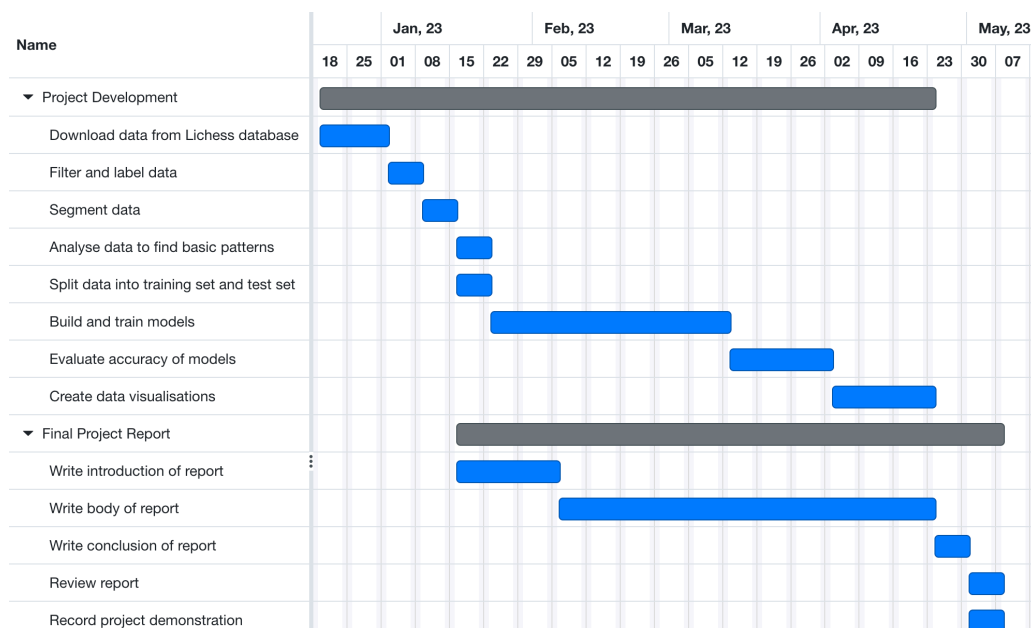 Name
Jan, 23 Feb, 23 Mar, 23 Apr, 23 May, 23
18 25 01 08 15 22 29 05 12 19 26 05 12 19 26 02 09 16 23 30 07
Project Development
Download data from Lichess database
Filter and label data
Segment data
Analyse data to find basic patterns
Split data into training set and test set
Build and train models
Evaluate accuracy of models
Create data visualisations
Final Project Report
Write introduction of report
Write body of report
Write conclusion of report
Review report
Record project demonstration